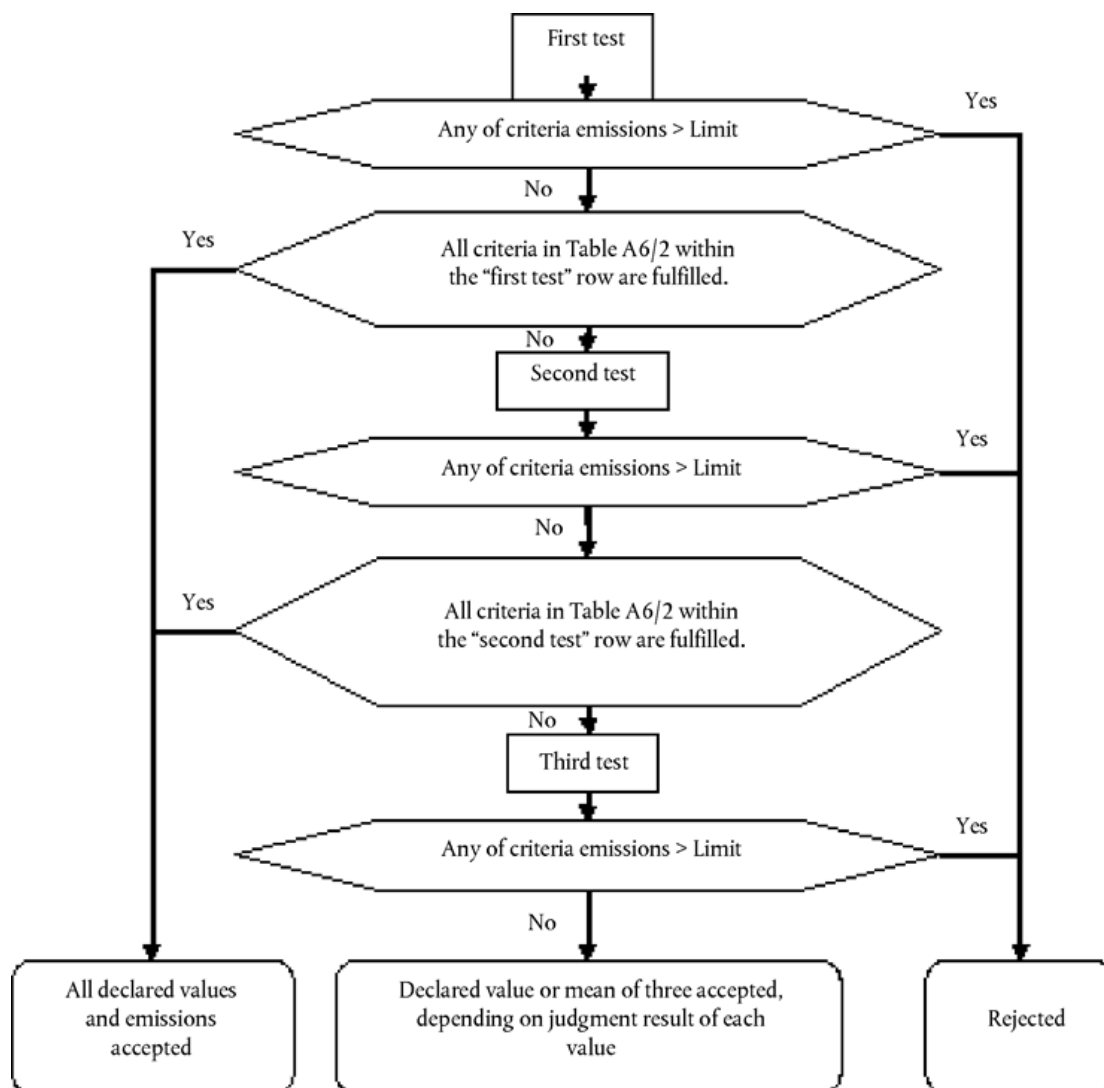 First test
Yes
Any of criteria emissions > Limit
No
Yes
All criteria in Table A6/2 within
the “first test” row are fulfilled.
No
Second test
Yes
Any of criteria emissions > Limit
No
Yes
All criteria in Table A6/2 within
the “second test” row are fulfilled.
No
Third test
Yes
Any of criteria emissions > Limit
No
All declared values
and emissions
accepted
Declared value or mean of three accepted,
depending on judgment result of each
value
Rejected